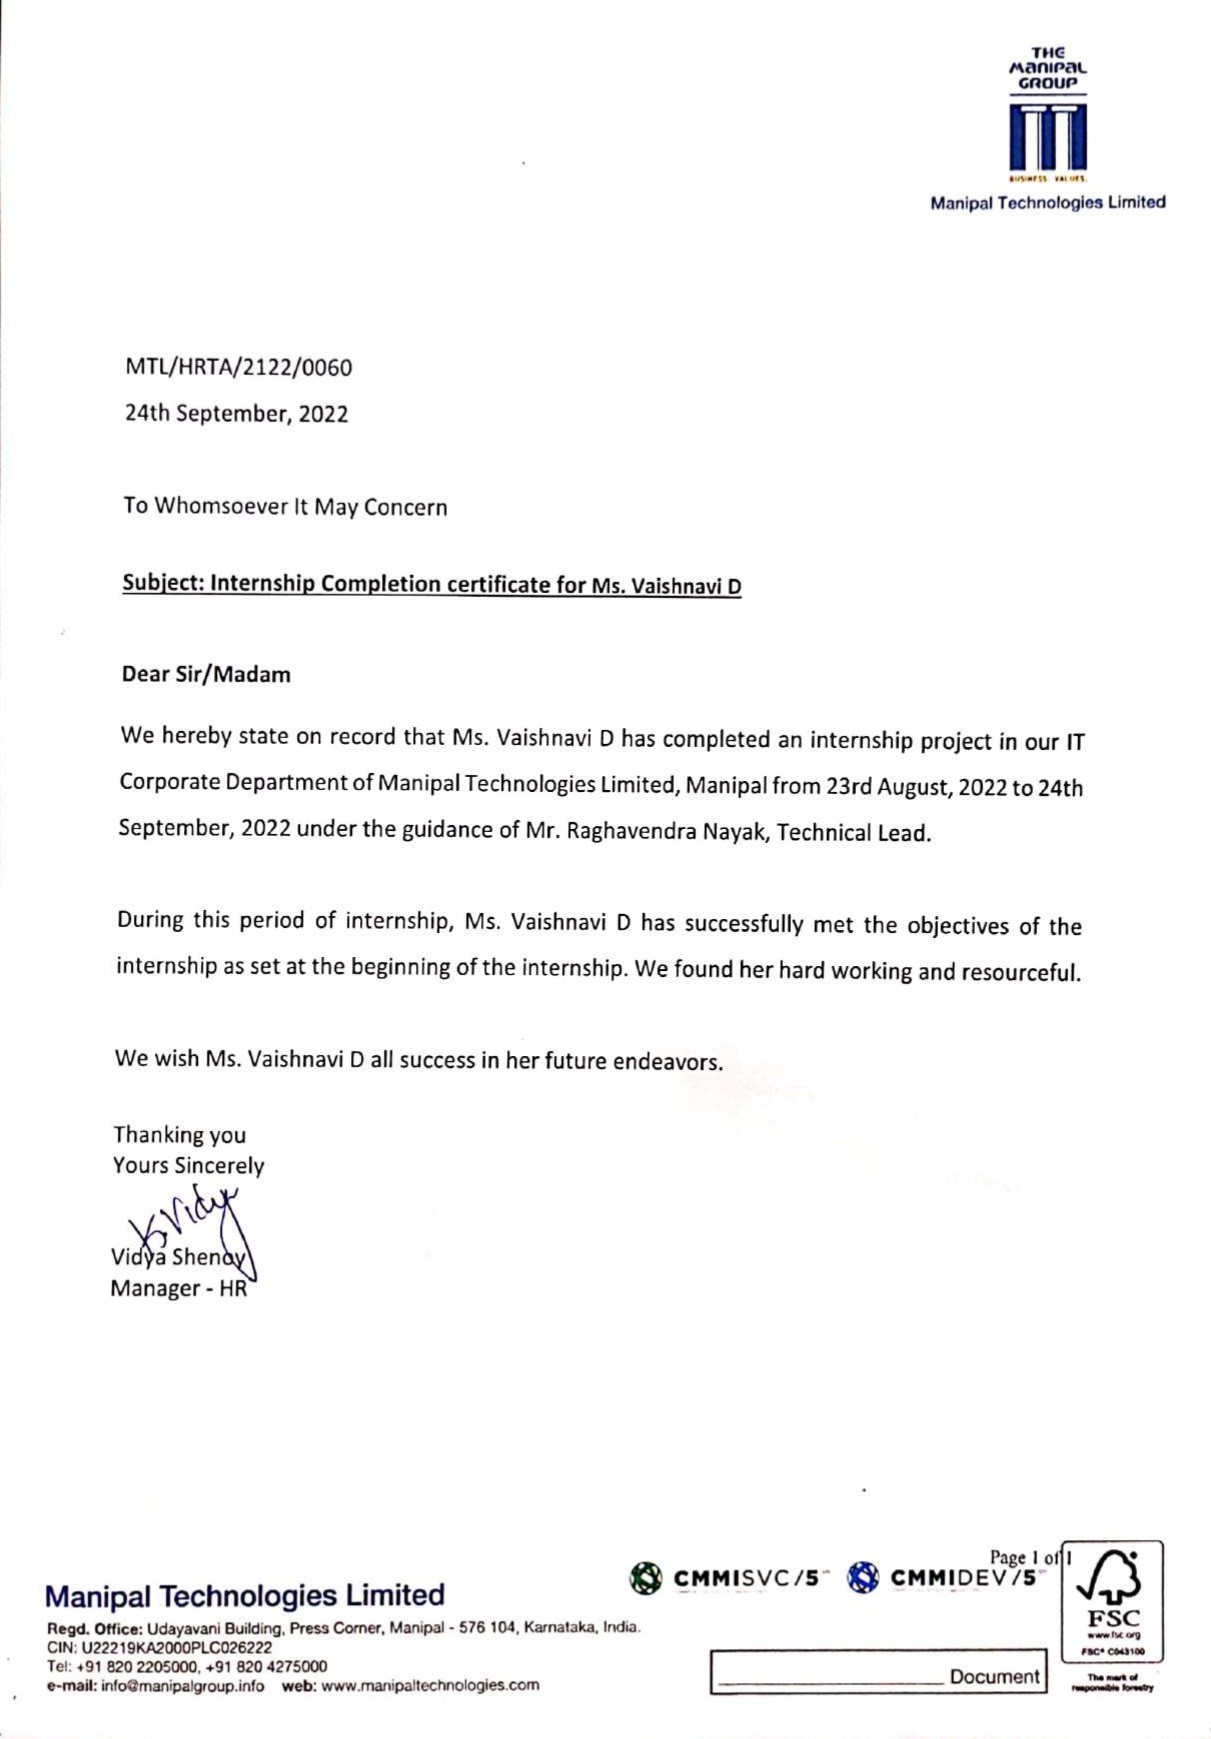 THE
MANIPAL
GROUP
BUSINESS VALUES.
Manipal Technologies Limited
MTL/HRTA/2122/0060
24th September, 2022
To Whomsoever It May Concern
Subject: Internship Completion certificate for Ms. Vaishnavi D
Dear Sir/Madam
We hereby state on record that Ms. Vaishnavi D has completed an internship project in our IT
Corporate Department of Manipal Technologies Limited, Manipal from 23rd August, 2022 to 24th
September, 2022 under the guidance of Mr. Raghavendra Nayak, Technical Lead.
During this period of internship, Ms. Vaishnavi D has successfully met the objectives of the
internship as set at the beginning of the internship. We found her hard working and resourceful.
We wish Ms. Vaishnavi D all success in her future endeavors.
Thanking you
Yours Sincerely
K.Vidya
Vidya Shenoy
Manager - HR
Page 1 of 1
CMMISVC/5℠ CMMIDEV/5℠
Manipal Technologies Limited
Regd. Office: Udayavani Building, Press Corner, Manipal - 576 104, Karnataka, India.
CIN: U22219KA2000PLC026222
Tel: +91 820 2205000, +91 820 4275000
e-mail: info@manipalgroup.info web: www.manipaltechnologies.com
Document
FSC
www.fsc.org
FSC® C043100
The mark of
responsible forestry